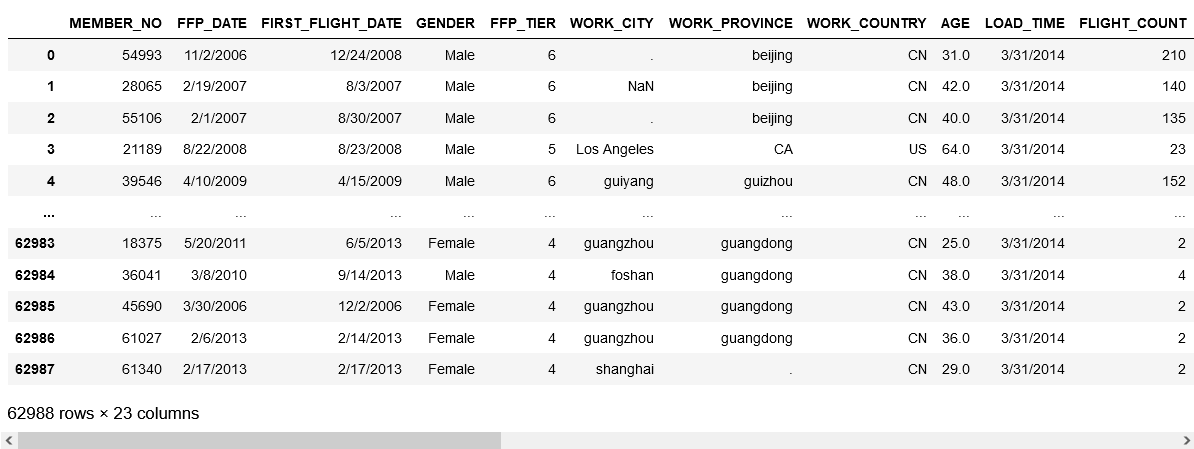 MEMBER_NO FFP_DATE FIRST_FLIGHT_DATE GENDER FFP_TIER WORK_CITY WORK_PROVINCE WORK_COUNTRY AGE LOAD_TIME FLIGHT_COUNT
0 54993 11/2/2006 12/24/2008 Male 6 . beijing CN 31.0 3/31/2014 210
1 28065 2/19/2007 8/3/2007 Male 6 NaN beijing CN 42.0 3/31/2014 140
2 55106 2/1/2007 8/30/2007 Male 6 . beijing CN 40.0 3/31/2014 135
3 21189 8/22/2008 8/23/2008 Male 5 Los Angeles CA US 64.0 3/31/2014 23
4 39546 4/10/2009 4/15/2009 Male 6 guiyang guizhou CN 48.0 3/31/2014 152
... ... ... ... ... ... ... ... ... ... ... ...
62983 18375 5/20/2011 6/5/2013 Female 4 guangzhou guangdong CN 25.0 3/31/2014 2
62984 36041 3/8/2010 9/14/2013 Male 4 foshan guangdong CN 38.0 3/31/2014 4
62985 45690 3/30/2006 12/2/2006 Female 4 guangzhou guangdong CN 43.0 3/31/2014 2
62986 61027 2/6/2013 2/14/2013 Female 4 guangzhou guangdong CN 36.0 3/31/2014 2
62987 61340 2/17/2013 2/17/2013 Female 4 shanghai . CN 29.0 3/31/2014 2
62988 rows × 23 columns